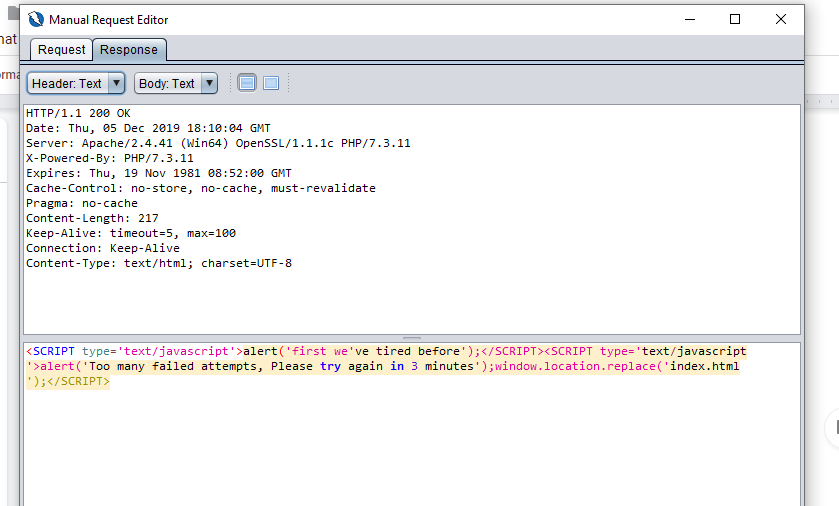 Manual Request Editor
Request Response
Header: Text Body: Text
HTTP/1.1 200 OK
Date: Thu, 05 Dec 2019 18:10:04 GMT
Server: Apache/2.4.41 (Win64) OpenSSL/1.1.1c PHP/7.3.11
X-Powered-By: PHP/7.3.11
Expires: Thu, 19 Nov 1981 08:52:00 GMT
Cache-Control: no-store, no-cache, must-revalidate
Pragma: no-cache
Content-Length: 217
Keep-Alive: timeout=5, max=100
Connection: Keep-Alive
Content-Type: text/html; charset=UTF-8
<SCRIPT type='text/javascript'>alert('first we've tired before');</SCRIPT><SCRIPT type='text/javascript
'>alert('Too many failed attempts, Please try again in 3 minutes');window.location.replace('index.html
');</SCRIPT>